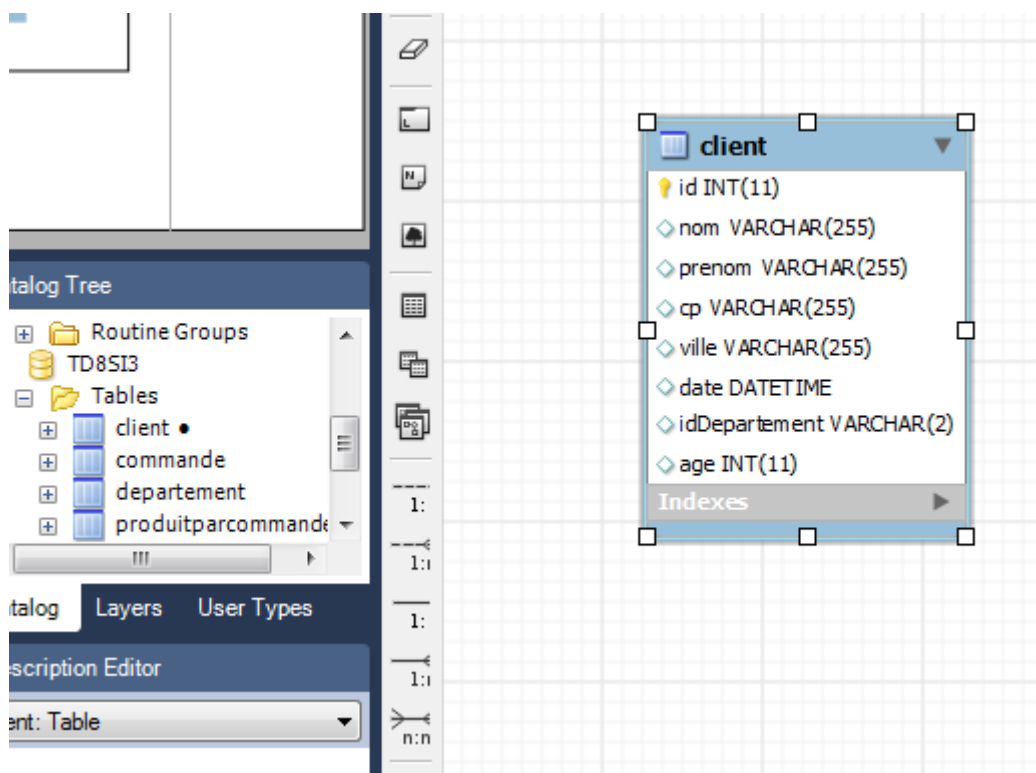 talog Tree
Routine Groups
TD8SI3
Tables
client
commande
departement
produitparcommande
talog Layers User Types
escription Editor
ent: Table
L
N
1:
1:
1:
1:
n:n
client
id INT(11)
nom VARCHAR(255)
prenom VARCHAR(255)
cp VARCHAR(255)
ville VARCHAR(255)
date DATETIME
idDepartement VARCHAR(2)
age INT(11)
Indexes